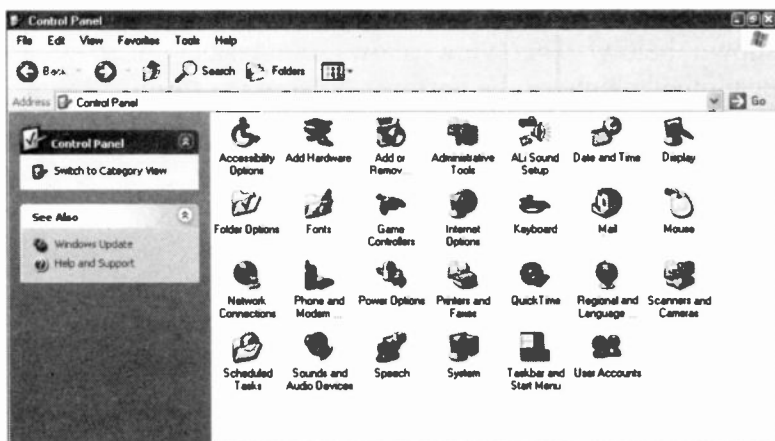 Control Panel
File Edit View Favorites Tools Help
Back Search Folders
Address Control Panel Go
Control Panel
Switch to Category View
See Also
Windows Update
Help and Support
Accessibility Options
Add Hardware
Add or Remov...
Administrative Tools
ALi Sound Setup
Date and Time
Display
Folder Options
Fonts
Game Controllers
Internet Options
Keyboard
Mail
Mouse
Network Connections
Phone and Modem ...
Power Options
Printers and Faxes
QuickTime
Regional and Language ...
Scanners and Cameras
Scheduled Tasks
Sounds and Audio Devices
Speech
System
Taskbar and Start Menu
User Accounts